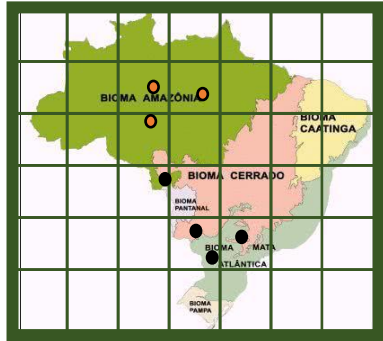 BIOMA AMAZÔNIA
BIOMA
CAATINGA
BIOMA CERRADO
BIOMA
PANTANAL
BIOMA MATA
ATLÂNTICA
BIOMA
PAMPA